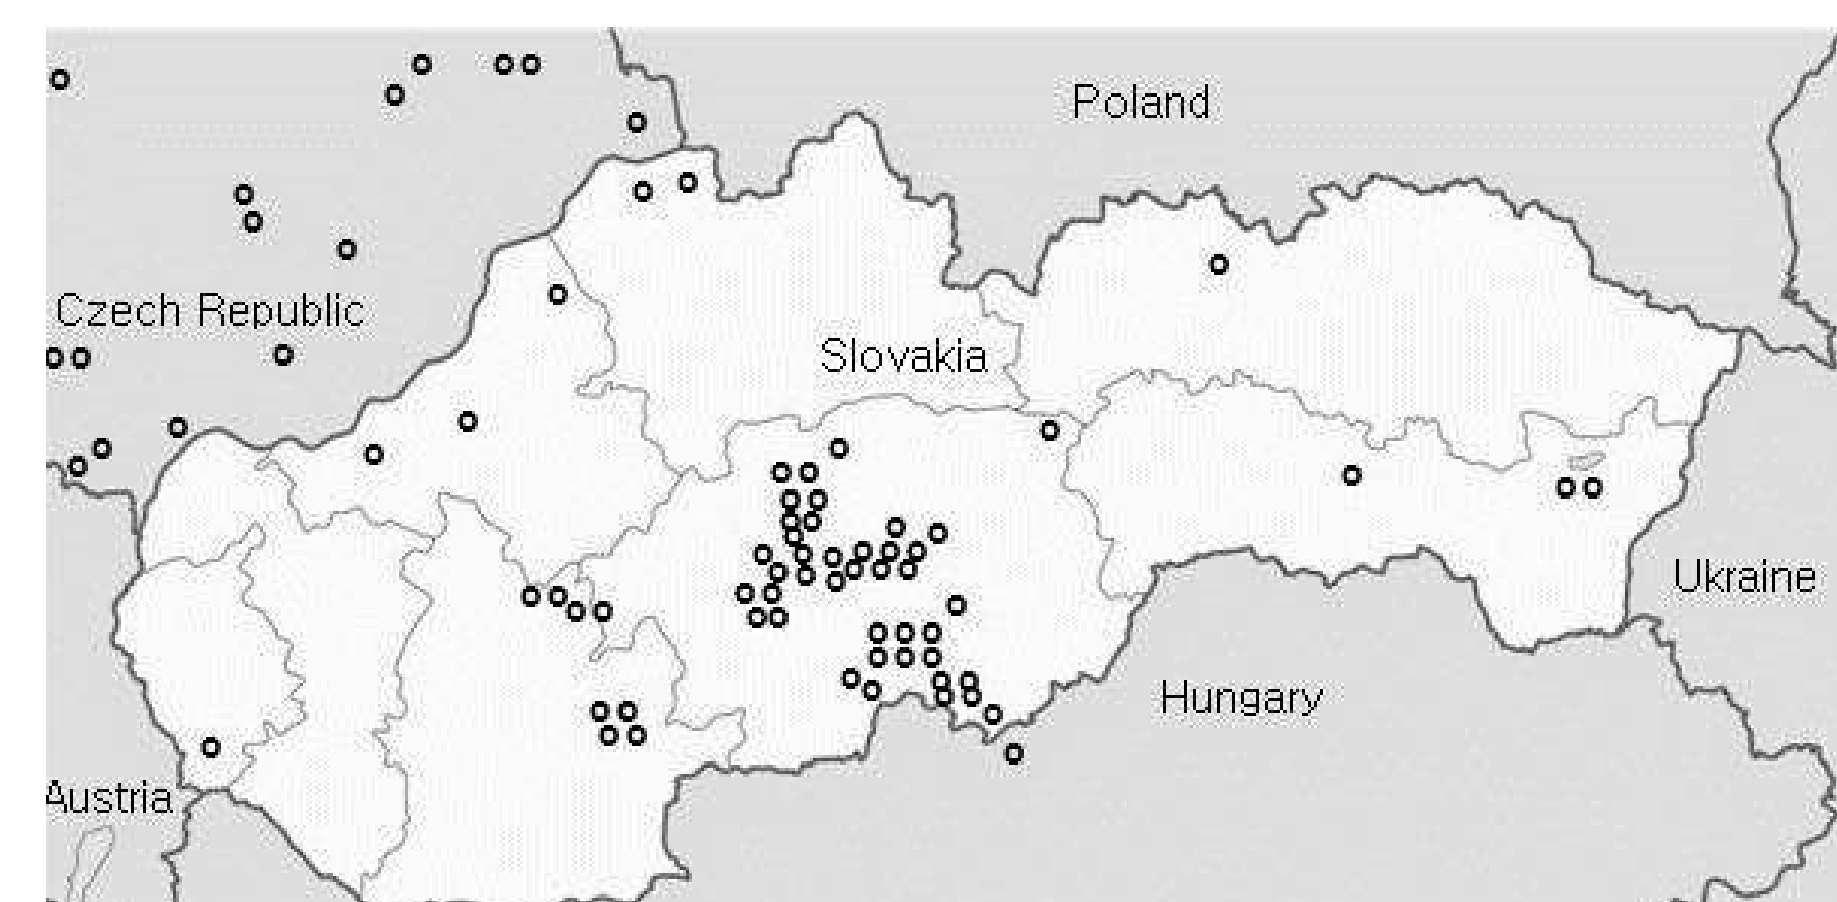 Poland
Czech Republic
Slovakia
Ukraine
Hungary
Austria